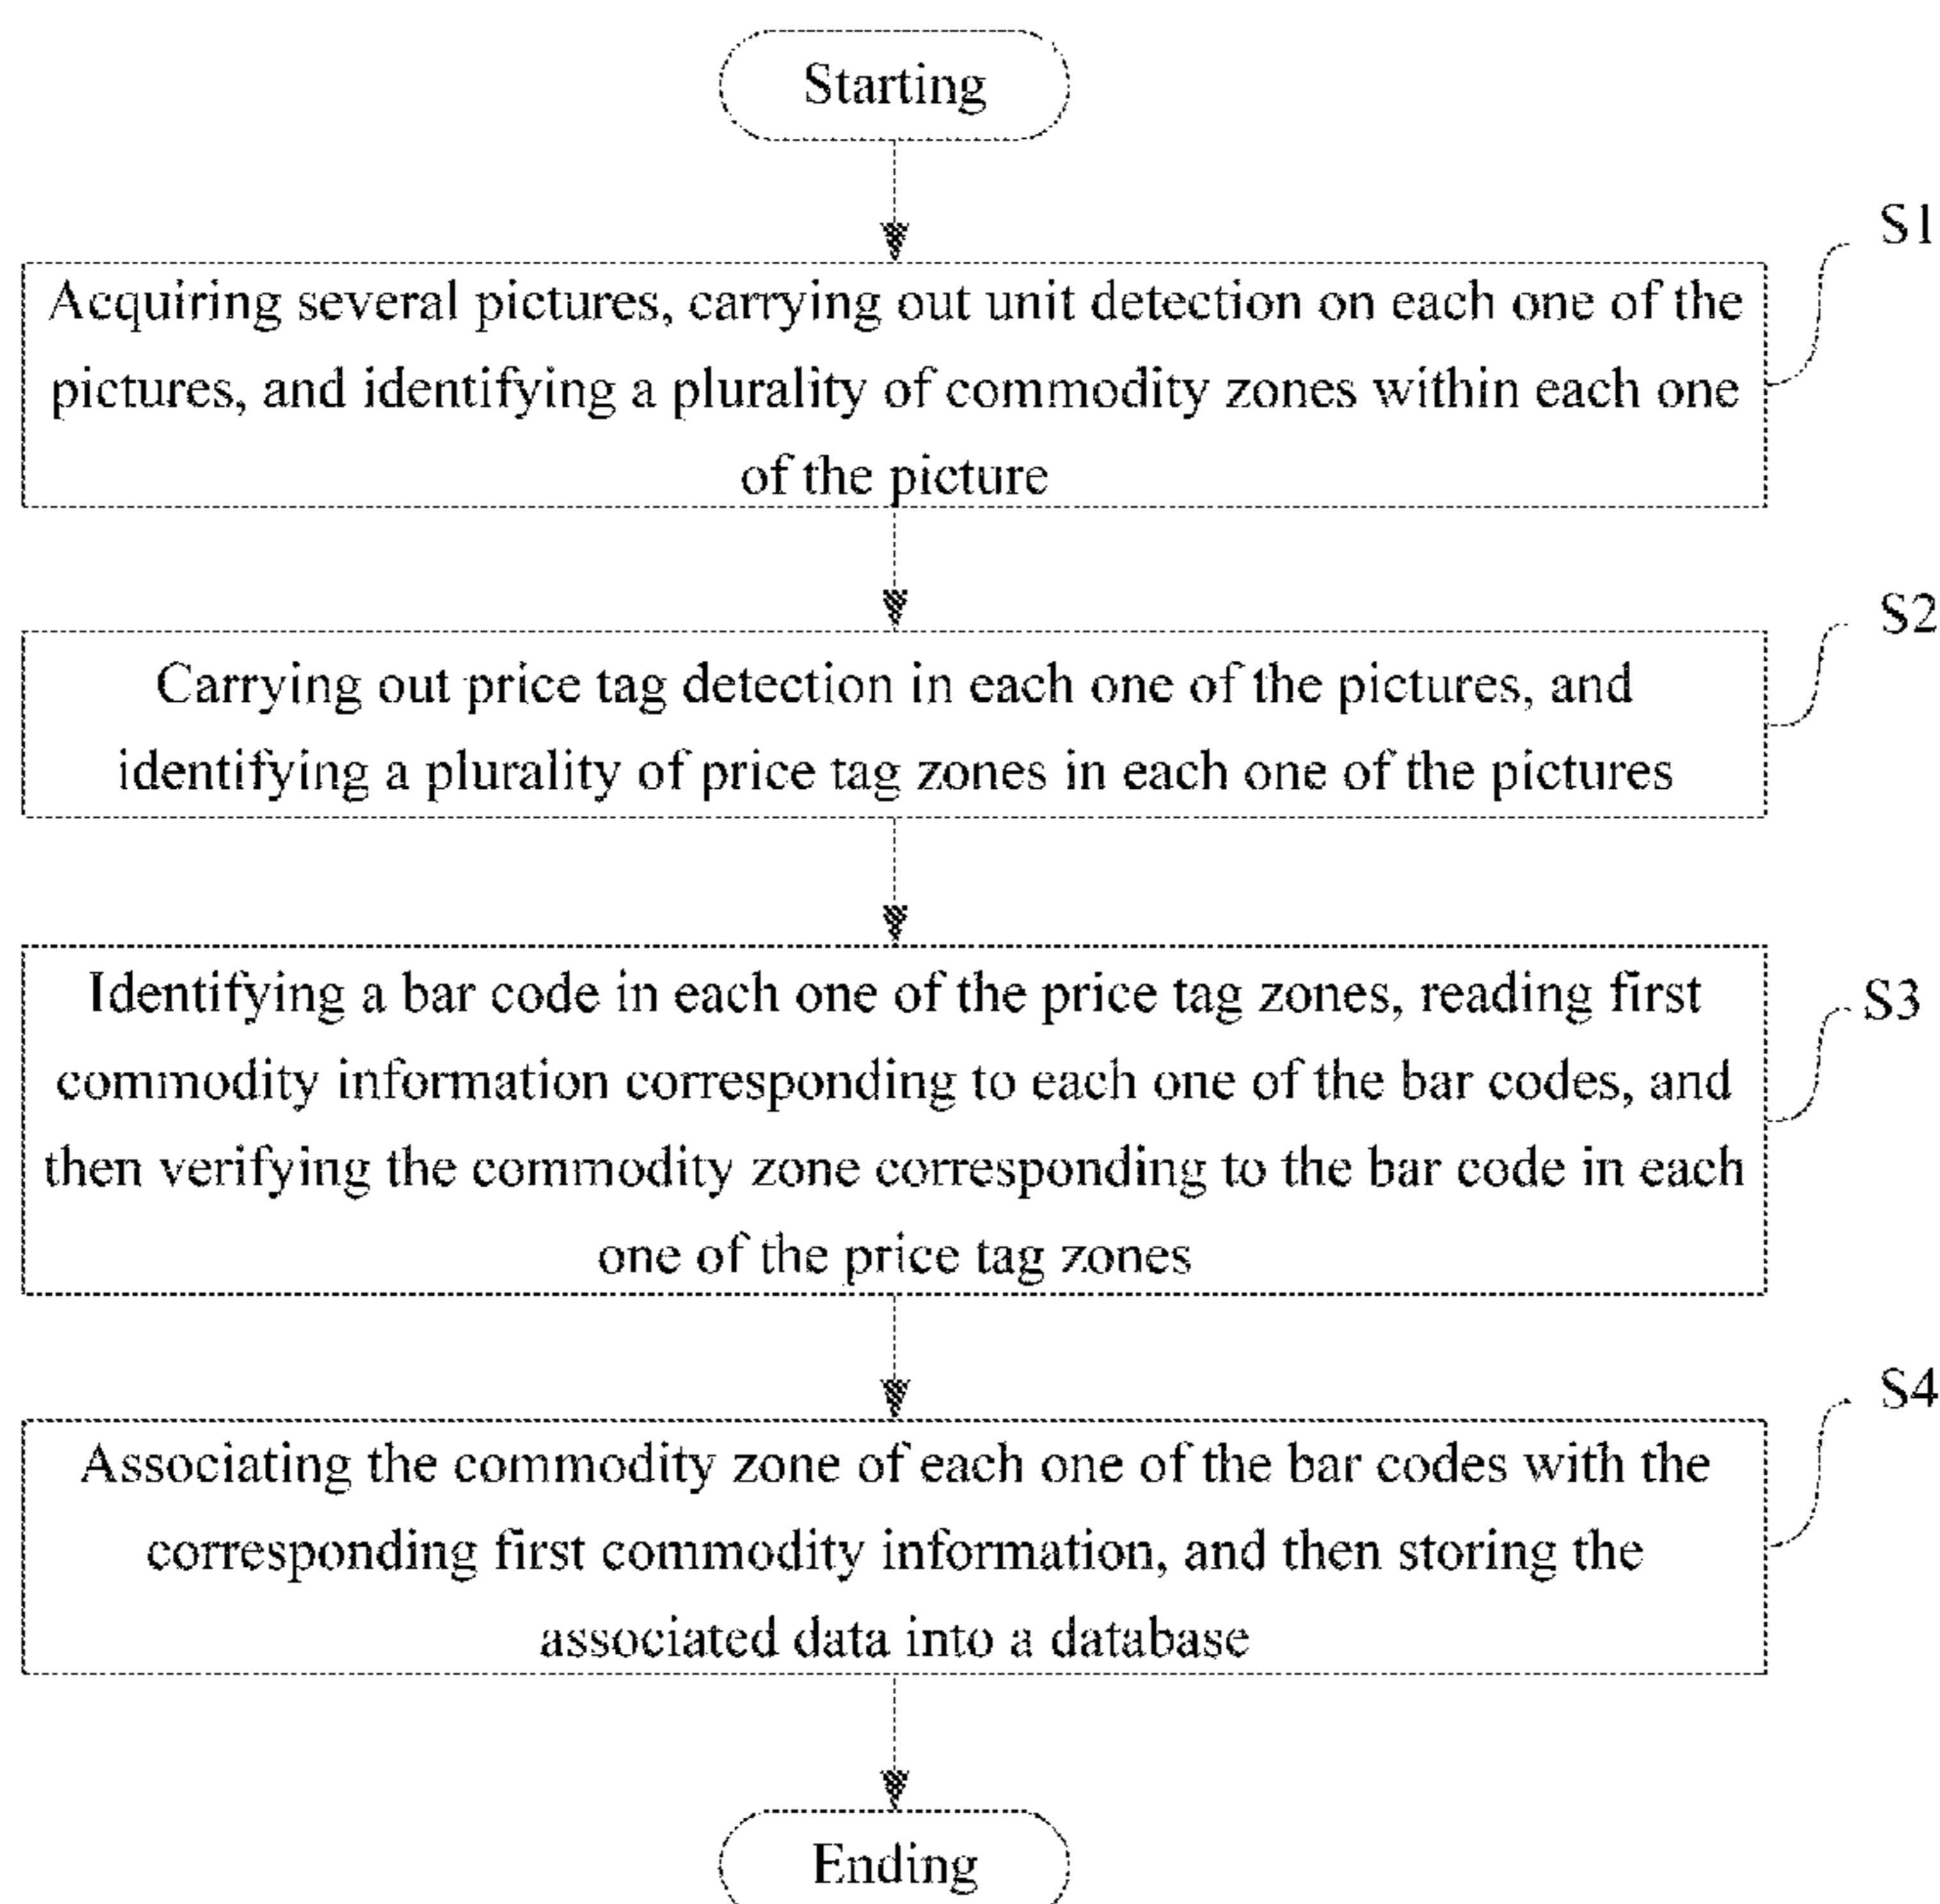 Starting
S1
Acquiring several pictures, carrying out unit detection on each one of the
pictures, and identifying a plurality of commodity zones within each one
of the picture
S2
Carrying out price tag detection in each one of the pictures, and
identifying a plurality of price tag zones in each one of the pictures
S3
Identifying a bar code in each one of the price tag zones, reading first
commodity information corresponding to each one of the bar codes, and
then verifying the commodity zone corresponding to the bar code in each
one of the price tag zones
S4
Associating the commodity zone of each one of the bar codes with the
corresponding first commodity information, and then storing the
associated data into a database
Ending